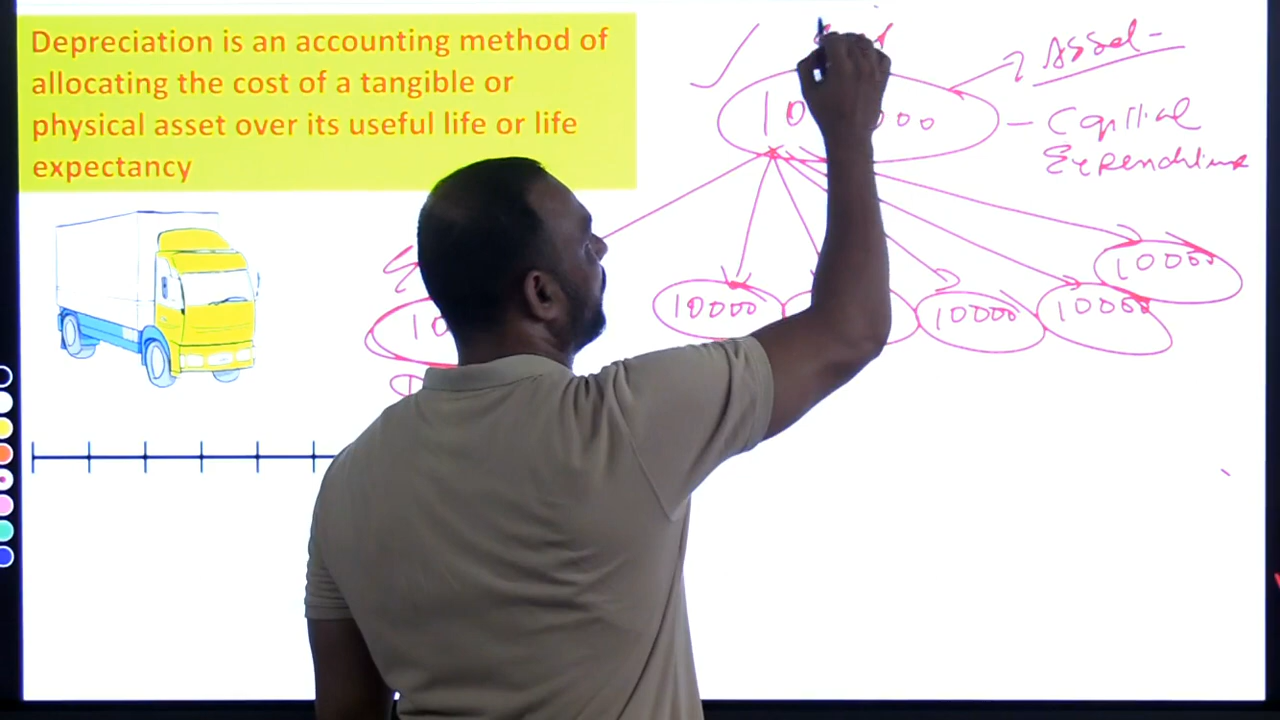 Depreciation is an accounting method of
allocating the cost of a tangible or
physical asset over its useful life or life
expectancy
Asset
Capital
Expenditure
10000
10000
10000
10000